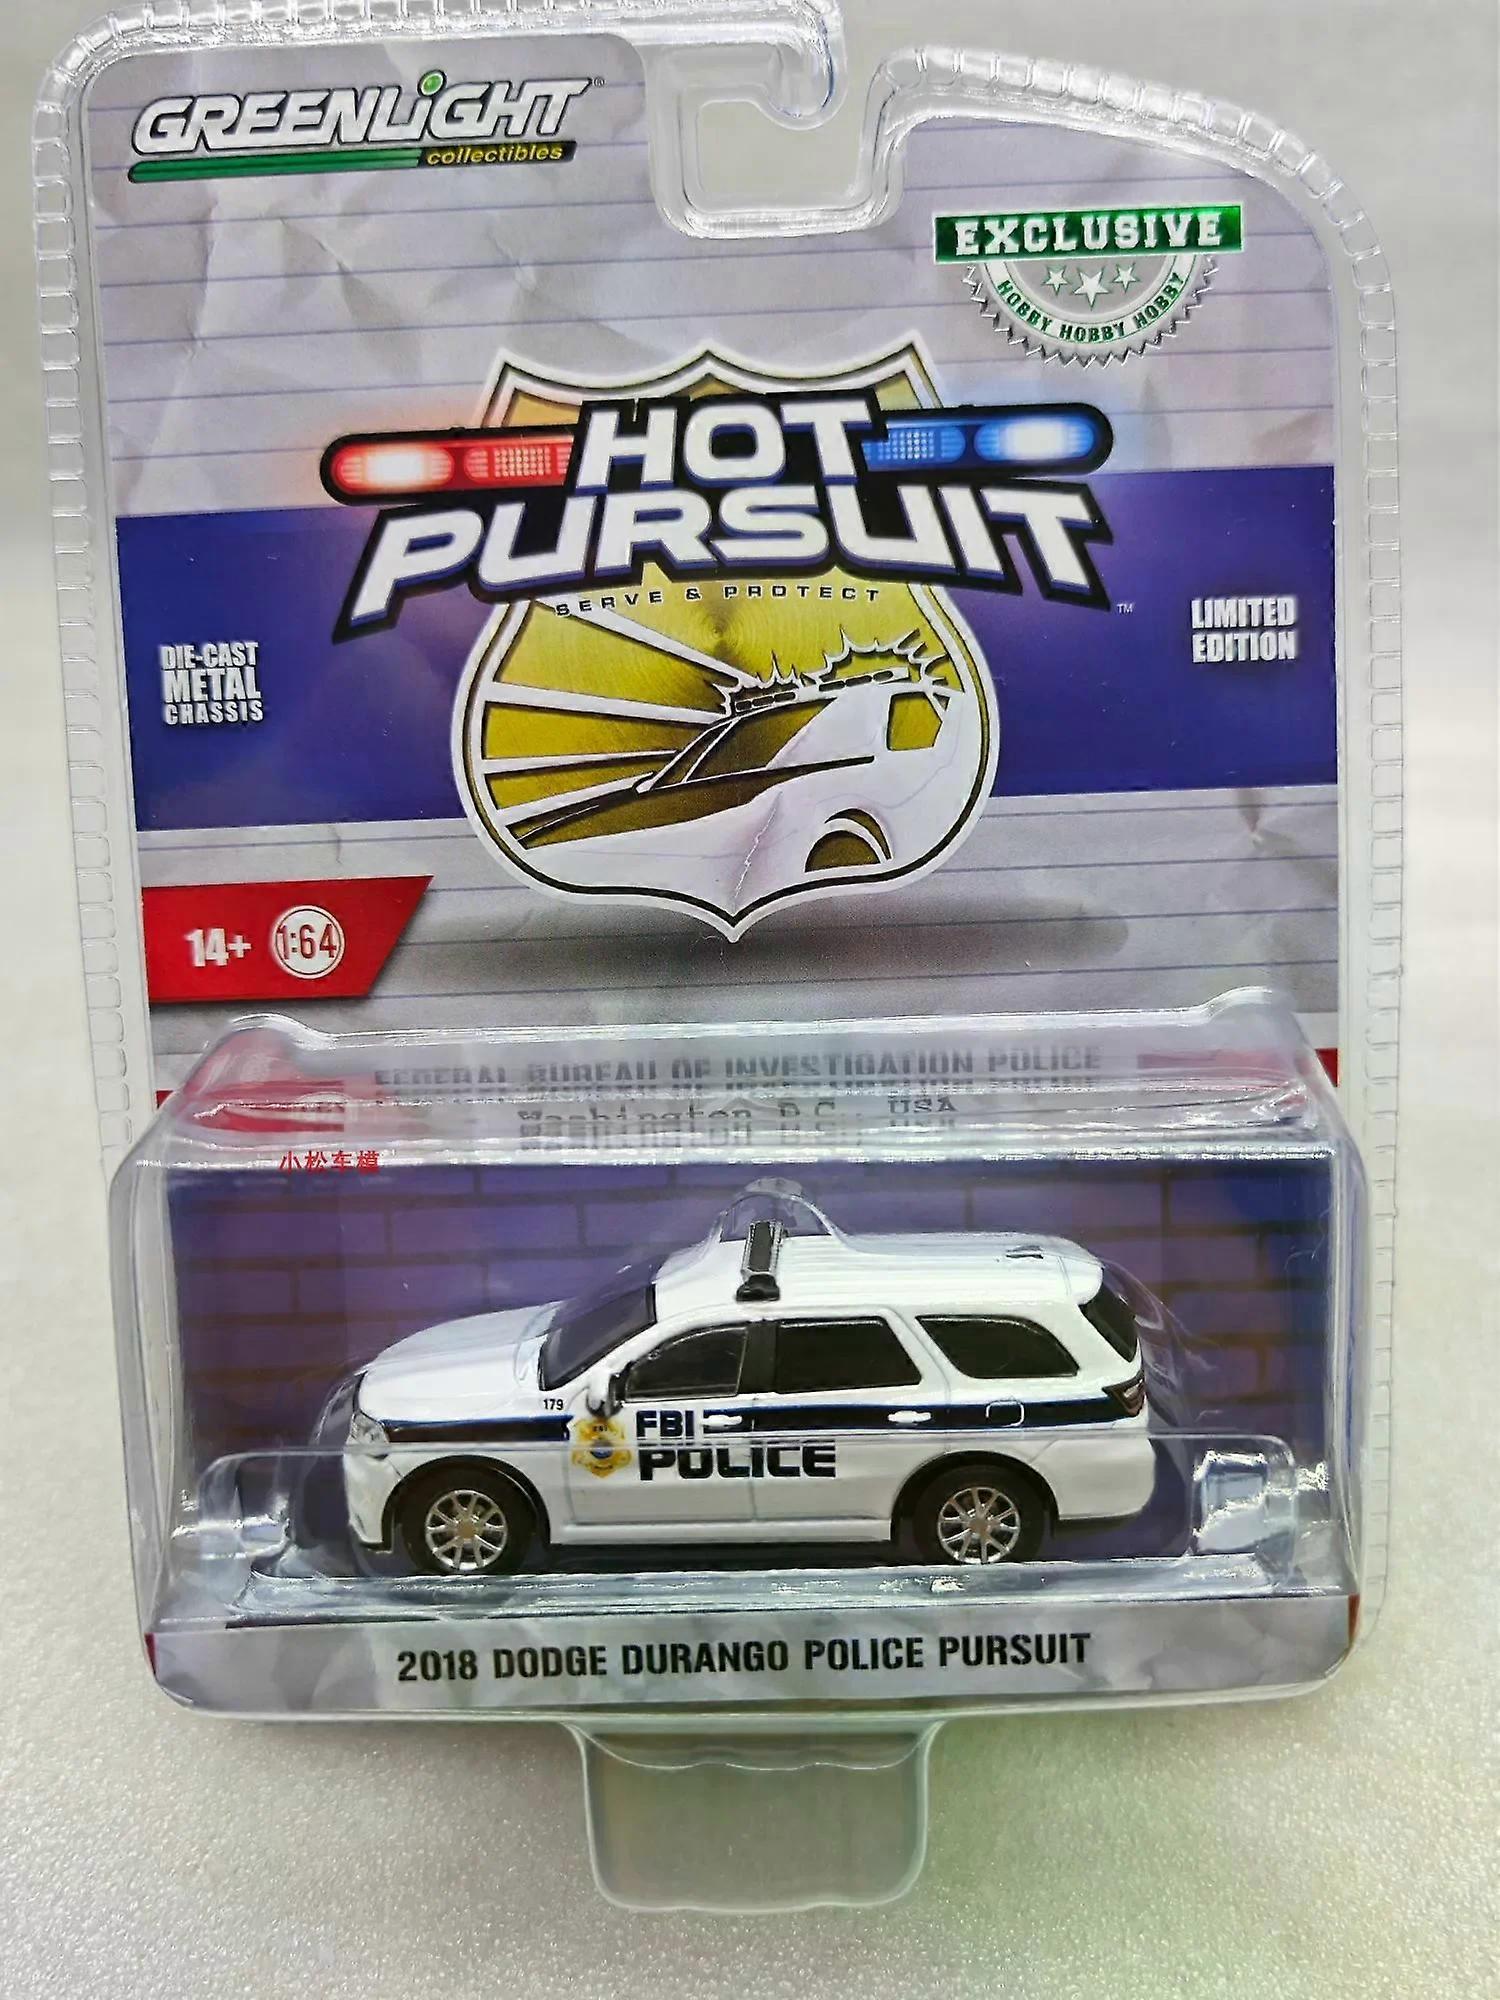 GREENLiGHT®
collectibles
EXCLUSIVE
HOBBY HOBBY HOBBY
HOT
PURSUIT
™
SERVE & PROTECT
DIE-CAST
METAL
CHASSIS
LIMITED
EDITION
14+ 1:64
FEDERAL BUREAU OF INVESTIGATION POLICE
Washington D.C., USA
小松车模
179
FBI
POLICE
2018 DODGE DURANGO POLICE PURSUIT